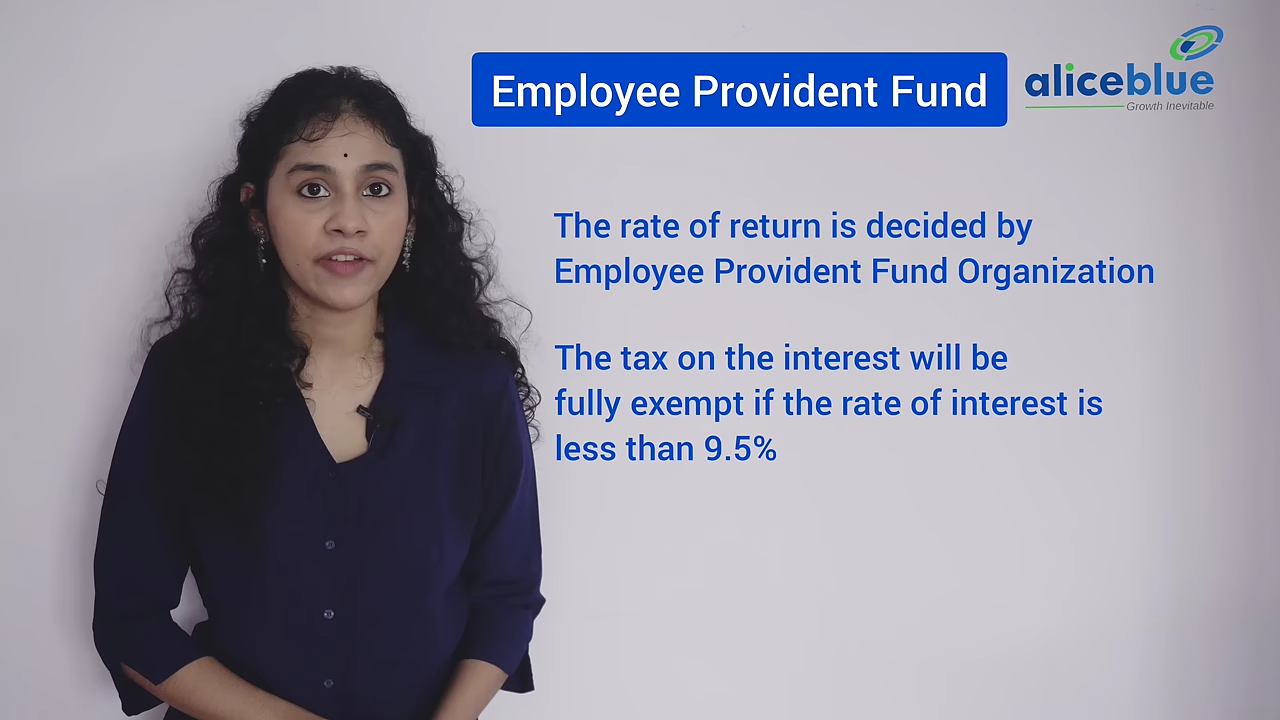 Employee Provident Fund
aliceblue
Growth Inevitable
The rate of return is decided by
Employee Provident Fund Organization
The tax on the interest will be
fully exempt if the rate of interest is
less than 9.5%